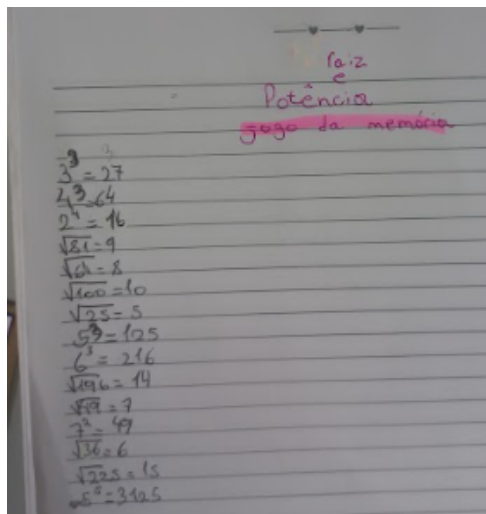 raiz
e
Potência
jogo da memória
3³ = 27
4³ = 64
2⁴ = 16
√81 = 9
√64 = 8
√100 = 10
√25 = 5
5³ = 125
6³ = 216
√196 = 14
√49 = 7
7² = 49
√36 = 6
√225 = 15
5⁵ = 3125